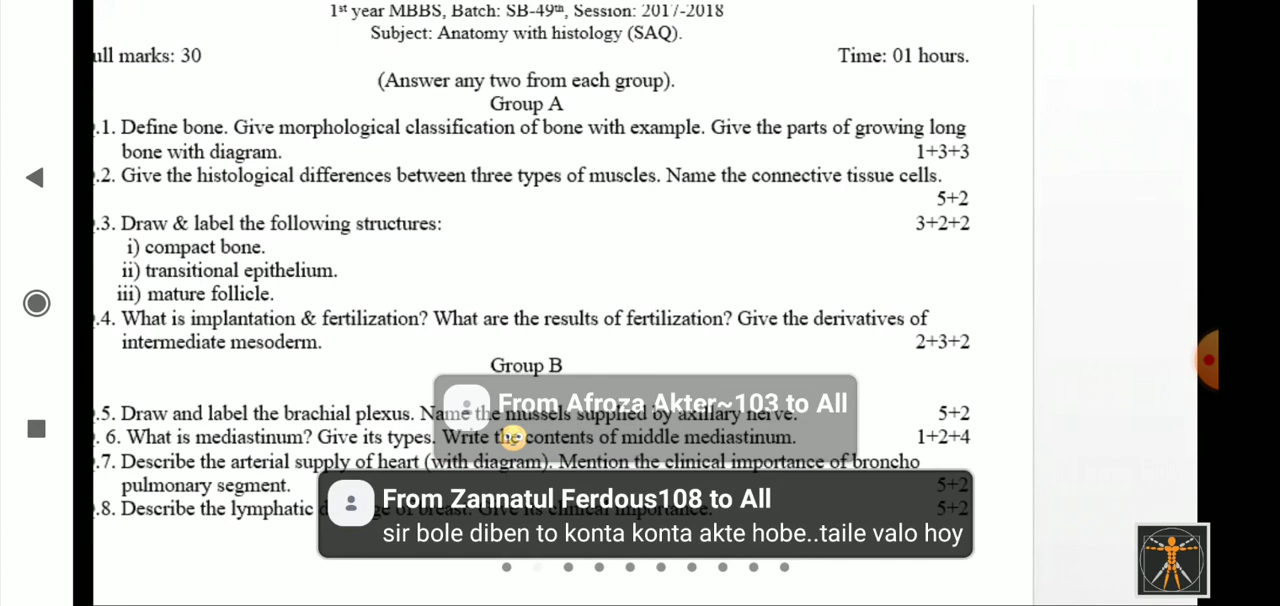 1st year MBBS, Batch: SB-49th, Session: 2017-2018
Subject: Anatomy with histology (SAQ).
ull marks: 30 Time: 01 hours.
(Answer any two from each group).
Group A
.1. Define bone. Give morphological classification of bone with example. Give the parts of growing long
bone with diagram. 1+3+3
.2. Give the histological differences between three types of muscles. Name the connective tissue cells.
5+2
.3. Draw & label the following structures: 3+2+2
i) compact bone.
ii) transitional epithelium.
iii) mature follicle.
.4. What is implantation & fertilization? What are the results of fertilization? Give the derivatives of
intermediate mesoderm. 2+3+2
Group B
From Afroza Akter~103 to All
.5. Draw and label the brachial plexus. Name the mussels supplied by axillary nerve. 5+2
. 6. What is mediastinum? Give its types. Write the contents of middle mediastinum. 1+2+4
.7. Describe the arterial supply of heart (with diagram). Mention the clinical importance of broncho
pulmonary segment. 5+2
From Zannatul Ferdous108 to All
.8. Describe the lymphatic of breast. Give its clinical importance. 5+2
sir bole diben to konta konta akte hobe..taile valo hoy